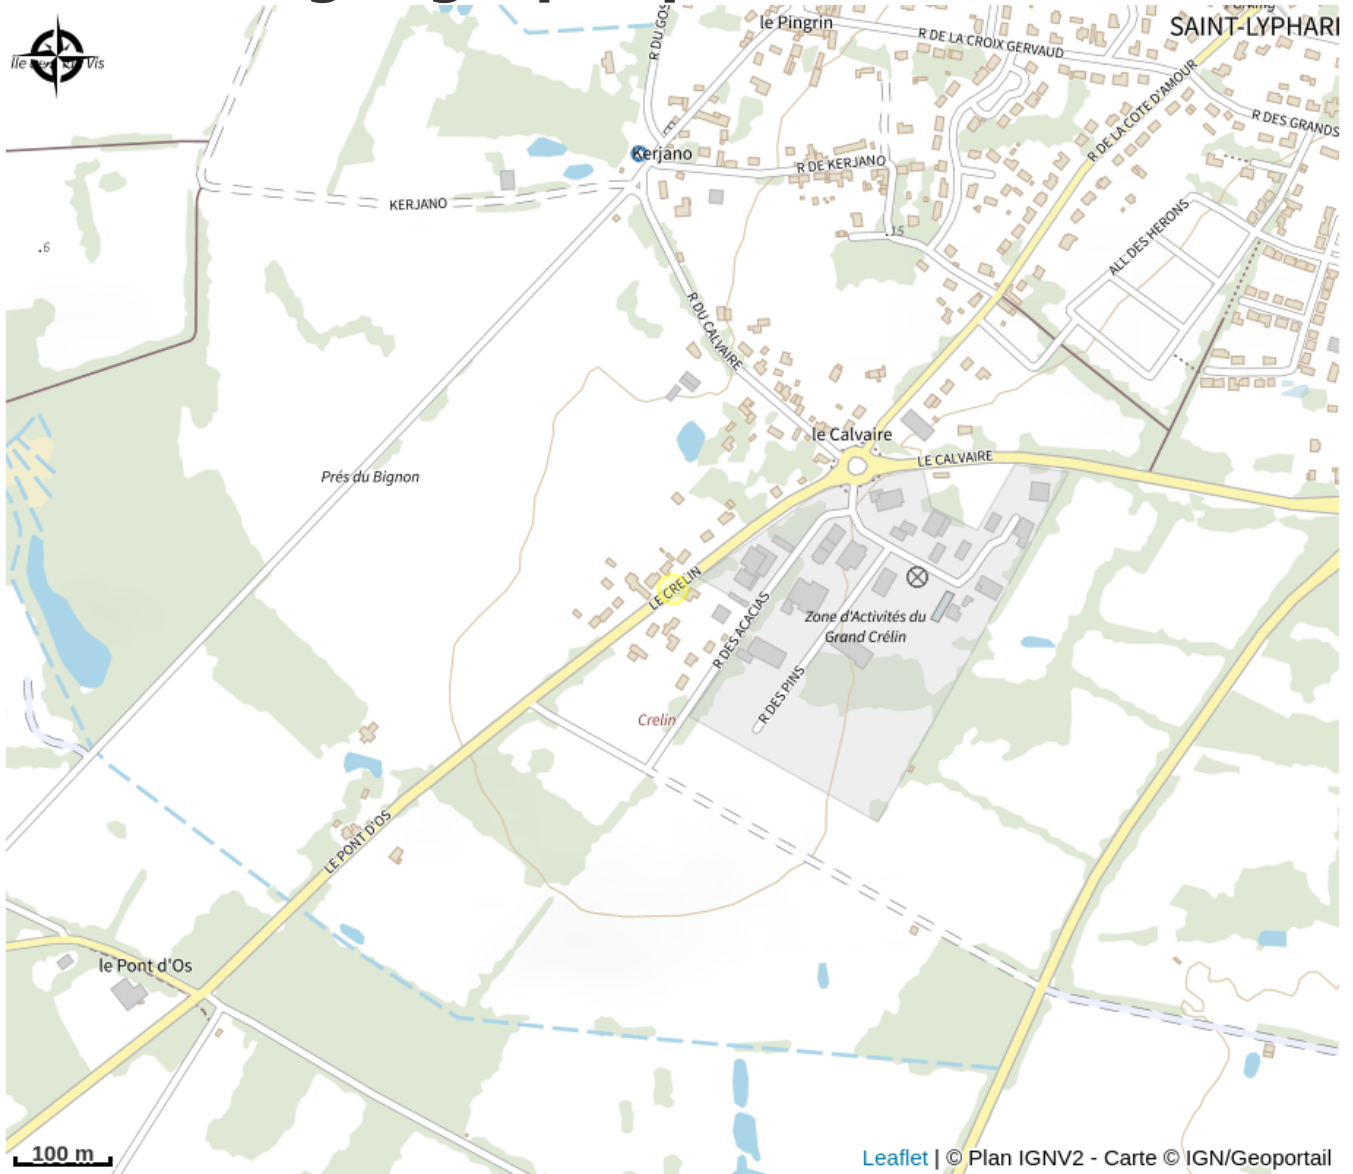 le Pingrin
SAINT-LYPHARD
R DE LA CROIX GERVAUD
R DU GOS
R DE LA COTE D'AMOUR
R DES GRANDS
Kerjano
R DE KERJANO
KERJANO
.6
15
ALL DES HERONS
R DU CALVAIRE
le Calvaire
LE CALVAIRE
Prés du Bignon
LE CRELIN
R DES ACACIAS
Zone d'Activités du
Grand Crélin
R DES PINS
Crelin
LE PONT D'OS
le Pont d'Os
100 m
Leaflet | © Plan IGNV2 - Carte © IGN/Geoportail